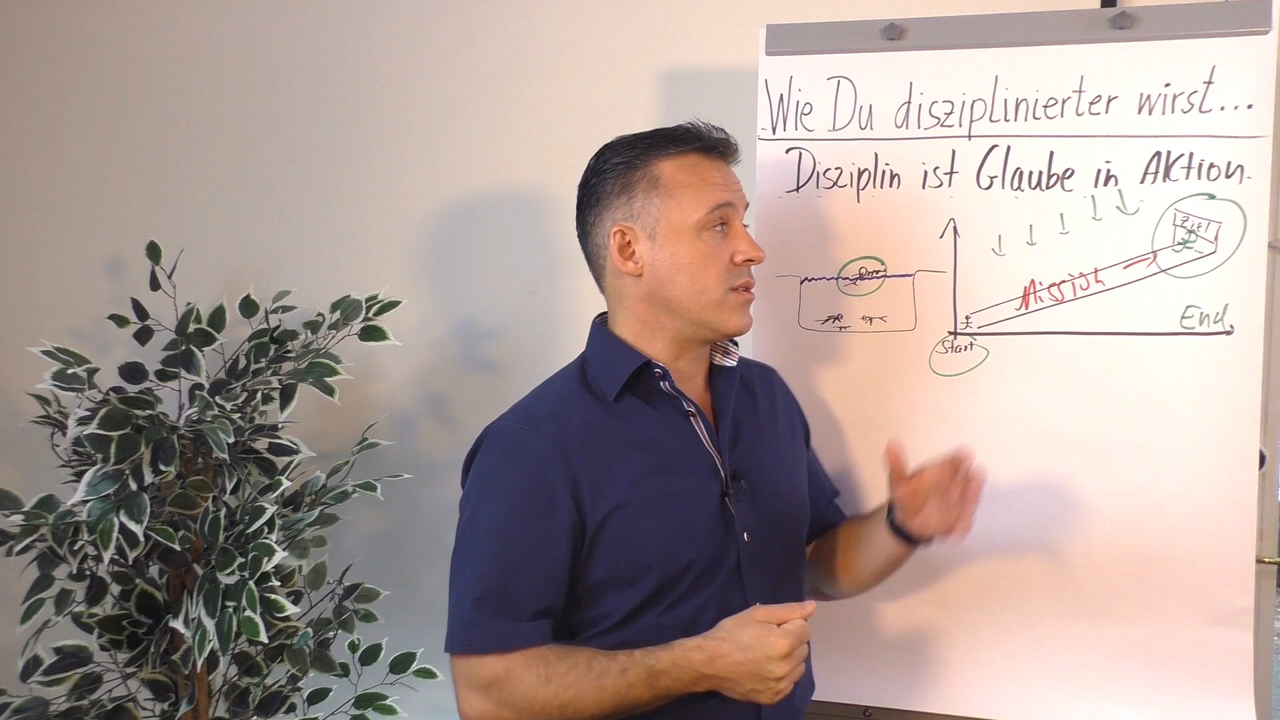 Wie Du disziplinierter wirst...
Disziplin ist Glaube in Aktion.
Ziel
Mission
End
Start